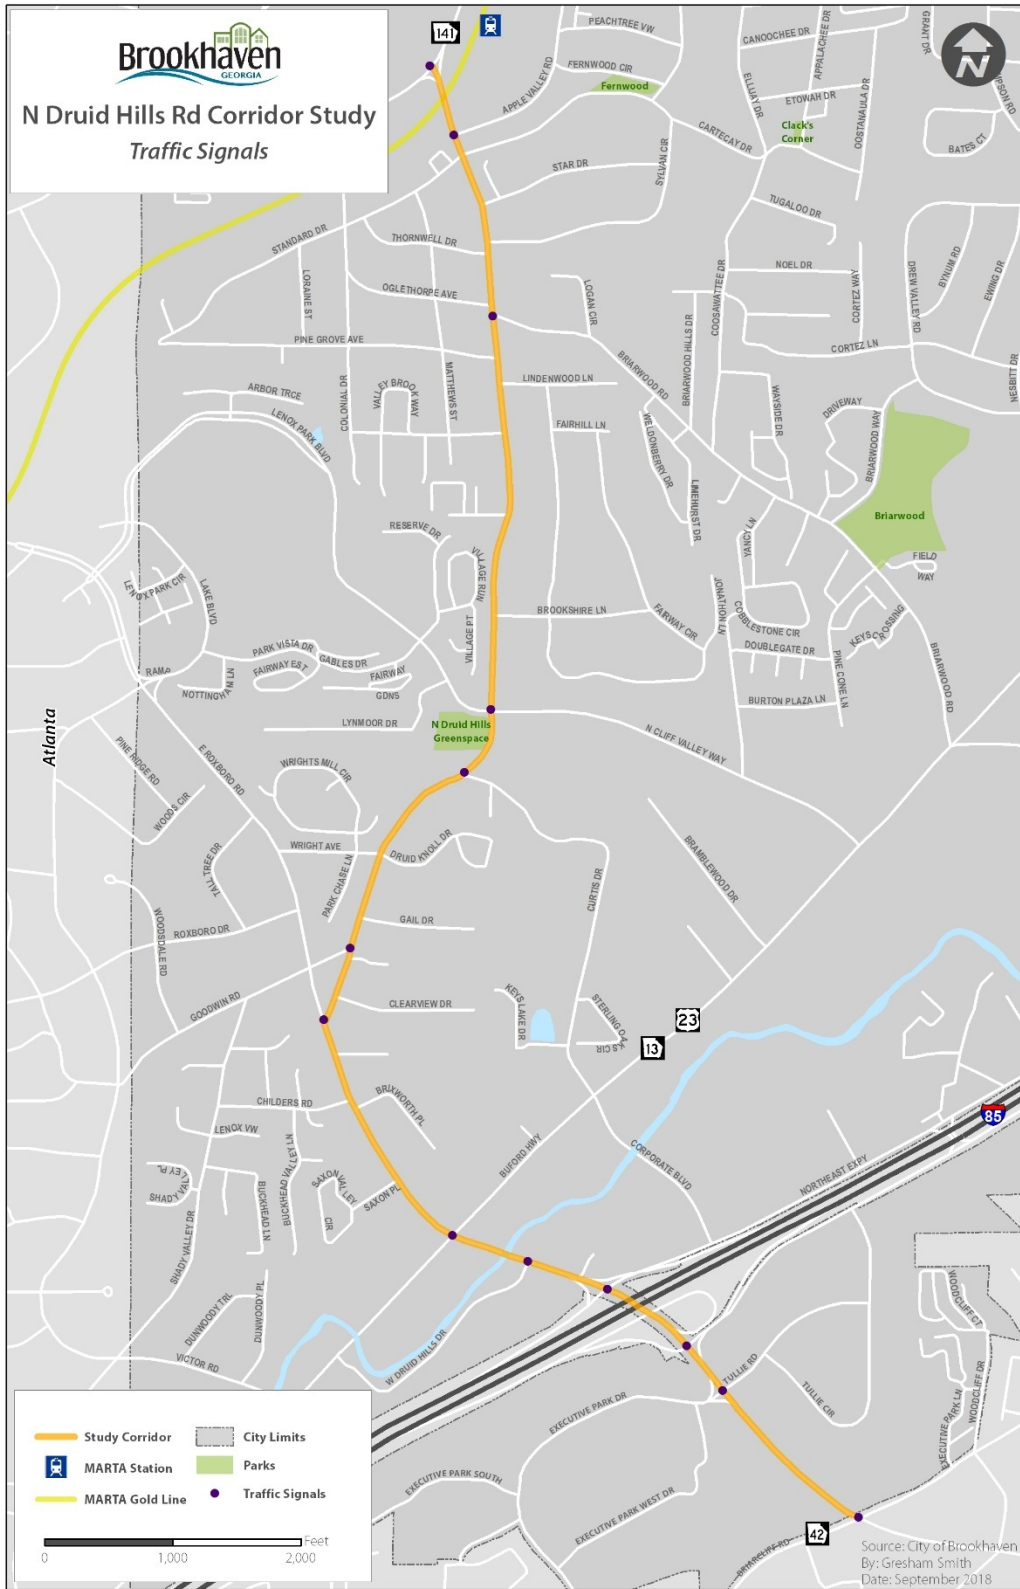 Brookhaven
GEORGIA
N Druid Hills Rd Corridor Study
Traffic Signals
141
N
PEACHTREE VW
CANOOCHEE DR
GRANT DR
APPALACHEE DR
FERNWOOD CIR
APPLE VALLEY RD
Fernwood
ELLIJAY DR
ETOWAH DR
Clack's
Corner
OOSTANAULA DR
BATES CT
CARTECAY DR
SYLVAN CIR
STAR DR
TUGALOO DR
STANDARD DR
THORNWELL DR
NOEL DR
LORAINE ST
OGLETHORPE AVE
LOGAN CIR
COOSAWATTEE DR
CORTEZ WAY
DREW VALLEY RD
BYNUM RD
EWING DR
PINE GROVE AVE
BRIARWOOD RD
BRIARWOOD HILLS DR
CORTEZ LN
NESBITT DR
ARBOR TRCE
COLONIAL DR
VALLEY BROOK WAY
MATTHEWS ST
LINDENWOOD LN
LENOX PARK BLVD
FAIRHILL LN
WELDONBERRY DR
WAYSIDE DR
DRIVEWAY
BRIARWOOD WAY
LIMEHURST DR
Briarwood
RESERVE DR
YANCY LN
VILLAGE RUN
FIELD
WAY
LENOX PARK CIR
LAKE BLVD
BROOKSHIRE LN
FAIRWAY CIR
JONATHON LN
COBBLESTONE CIR
KEYS CROSSING
VILLAGE PT
PARK VISTA DR
GABLES DR
DOUBLEGATE DR
PINE CONE LN
BRIARWOOD RD
RAMP
FAIRWAY EST
FAIRWAY
GDNS
NOTTINGHAM LN
BURTON PLAZA LN
LYNMOOR DR
N Druid Hills
Greenspace
N CLIFF VALLEY WAY
Atlanta
PINE RIDGE RD
E ROXBORO RD
WRIGHTS MILL CIR
WOODS CIR
WRIGHT AVE
DRUID KNOLL DR
BRAMBLEWOOD DR
TALL TREE DR
PARK CHASE LN
CURTIS DR
WOODSDALE RD
ROXBORO DR
GAIL DR
GOODWIN RD
CLEARVIEW DR
KEYS LAKE DR
STERLING OAKS CIR
23
13
CHILDERS RD
BRIXWORTH PL
85
LENOX VW
BUFORD HWY
CORPORATE BLVD
NORTHEAST EXPY
SHADY VALLEY PL
BUCKHEAD LN
BUCKHEAD VALLEY LN
SAXON VALLEY
CIR
SAXON PL
SHADY VALLEY DR
DUNWOODY TRL
DUNWOODY PL
WOODCLIFF CT
VICTOR RD
W DRUID HILLS DR
TULLIE RD
TULLIE CIR
EXECUTIVE PARK DR
EXECUTIVE PARK LN
WOODCLIFF DR
EXECUTIVE PARK SOUTH
EXECUTIVE PARK WEST DR
42
BRIARCLIFF RD
Study Corridor
City Limits
MARTA Station
Parks
MARTA Gold Line
Traffic Signals
Feet
0
1,000
2,000
Source: City of Brookhaven
By: Gresham Smith
Date: September 2018